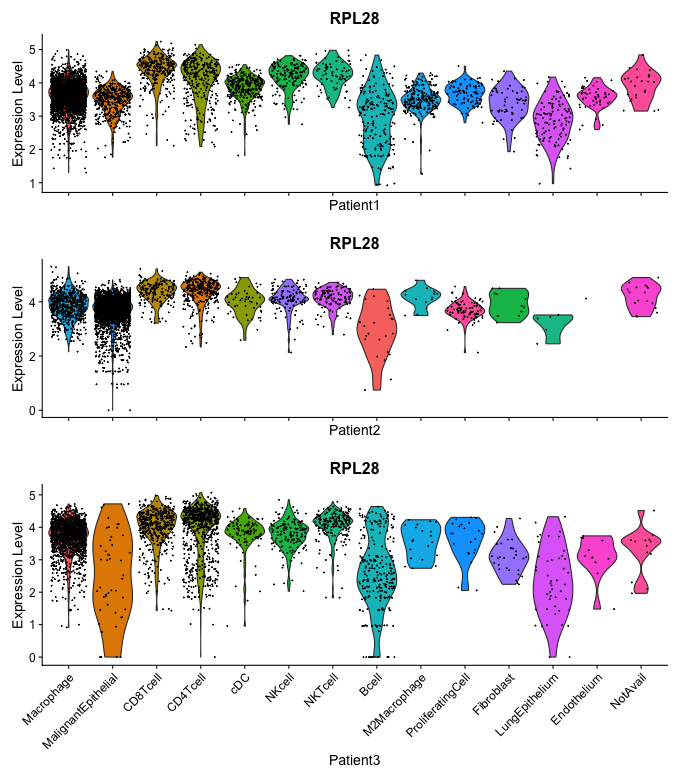 RPL28
Expression Level
5
4
3
2
1
Patient1
RPL28
Expression Level
4
2
0
Patient2
RPL28
Expression Level
5
4
3
2
1
0
Macrophage
MalignantEpithelial
CD8Tcell
CD4Tcell
cDC
NKcell
NKTcell
Bcell
M2Macrophage
ProliferatingCell
Fibroblast
LungEpithelium
Endothelium
NotAvail
Patient3